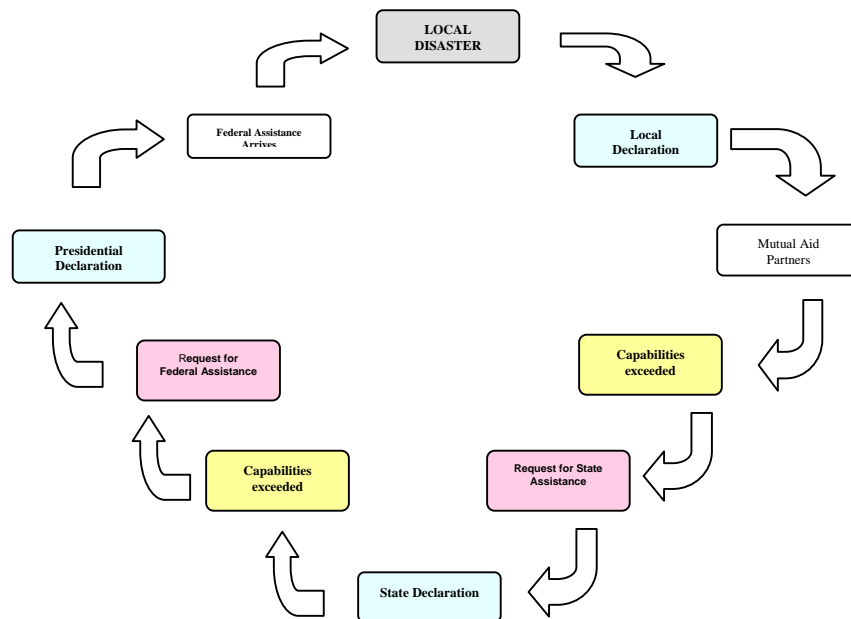 LOCAL
DISASTER
Local
Declaration
Mutual Aid
Partners
Capabilities
exceeded
Request for State
Assistance
State Declaration
Capabilities
exceeded
Request for
Federal Assistance
Presidential
Declaration
Federal Assistance
Arrives